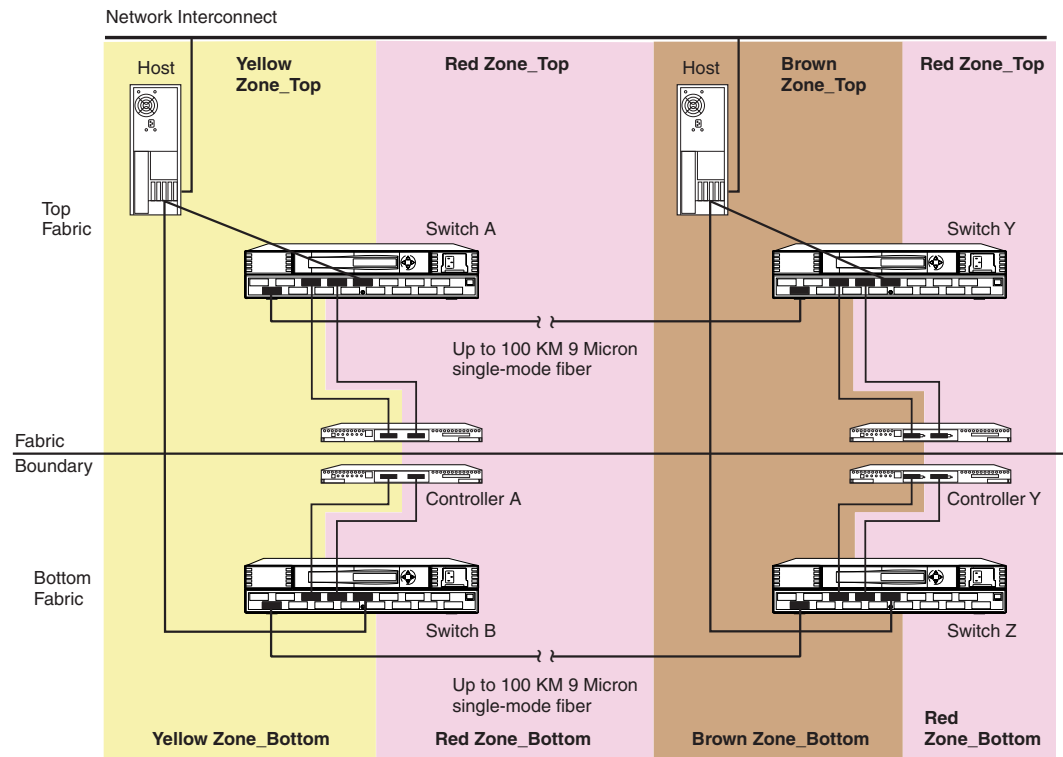 Network Interconnect
Host
Yellow
Zone_Top
Red Zone_Top
Host
Brown
Zone_Top
Red Zone_Top
Top
Fabric
Switch A
Switch Y
Up to 100 KM 9 Micron
single-mode fiber
Fabric
Boundary
Controller A
Controller Y
Bottom
Fabric
Switch B
Switch Z
Up to 100 KM 9 Micron
single-mode fiber
Yellow Zone_Bottom
Red Zone_Bottom
Brown Zone_Bottom
Red
Zone_Bottom